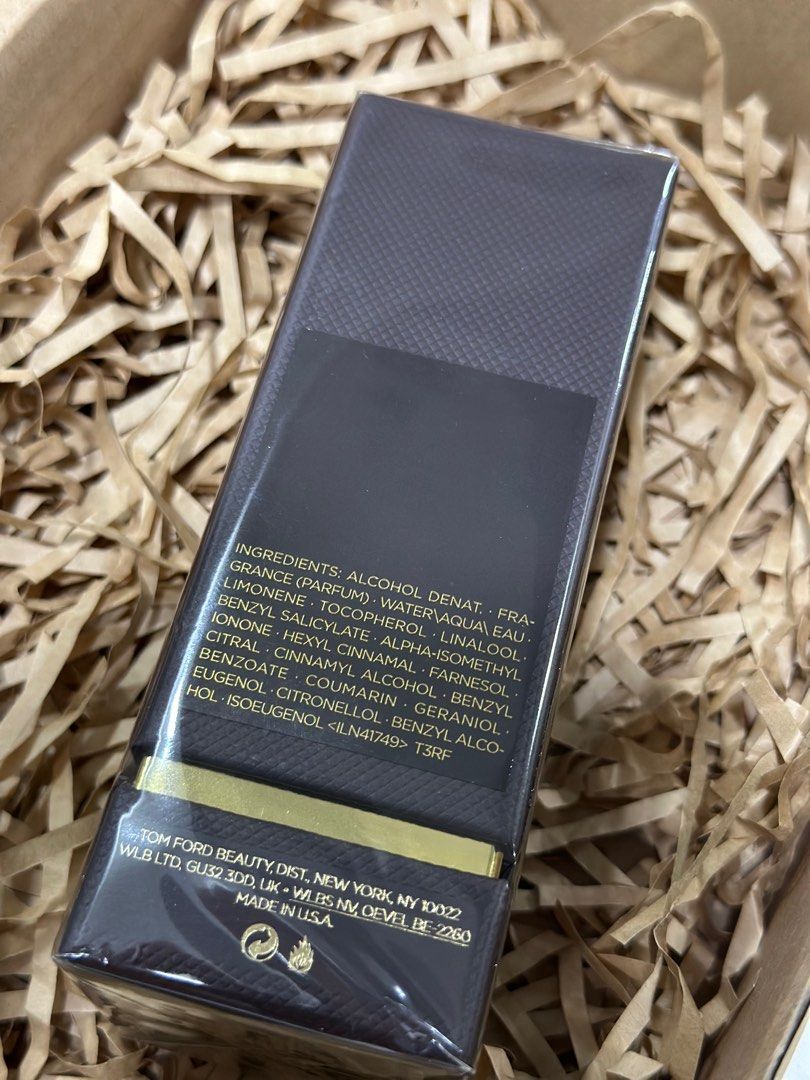 INGREDIENTS: ALCOHOL DENAT. · FRA-
GRANCE (PARFUM) · WATER\AQUA\EAU ·
LIMONENE · TOCOPHEROL · LINALOOL ·
BENZYL SALICYLATE · ALPHA-ISOMETHYL
IONONE · HEXYL CINNAMAL · FARNESOL ·
CITRAL · CINNAMYL ALCOHOL · BENZYL
BENZOATE · COUMARIN · GERANIOL ·
EUGENOL · CITRONELLOL · BENZYL ALCO-
HOL · ISOEUGENOL <ILN41749> T3RF
TOM FORD BEAUTY, DIST., NEW YORK, NY 10022
WLB LTD, GU32 3DD, UK • WLBS NV, OEVEL BE-2260
MADE IN U.S.A.